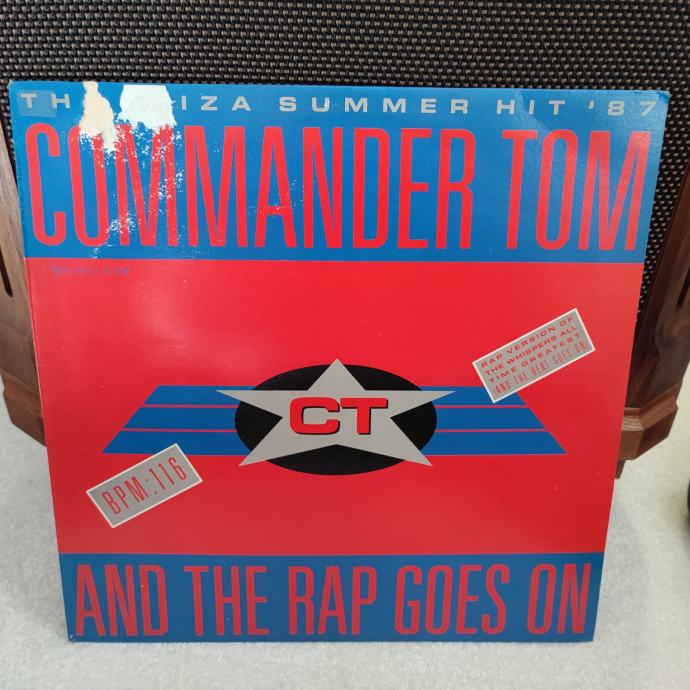 TH IZA SUMMER HIT '87
COMMANDER TOM
RAP VERSION OF
THE WHISPERS ALL
TIME GREATEST
(AND THE BEAT GOES ON)
CT
BPM:116
AND THE RAP GOES ON